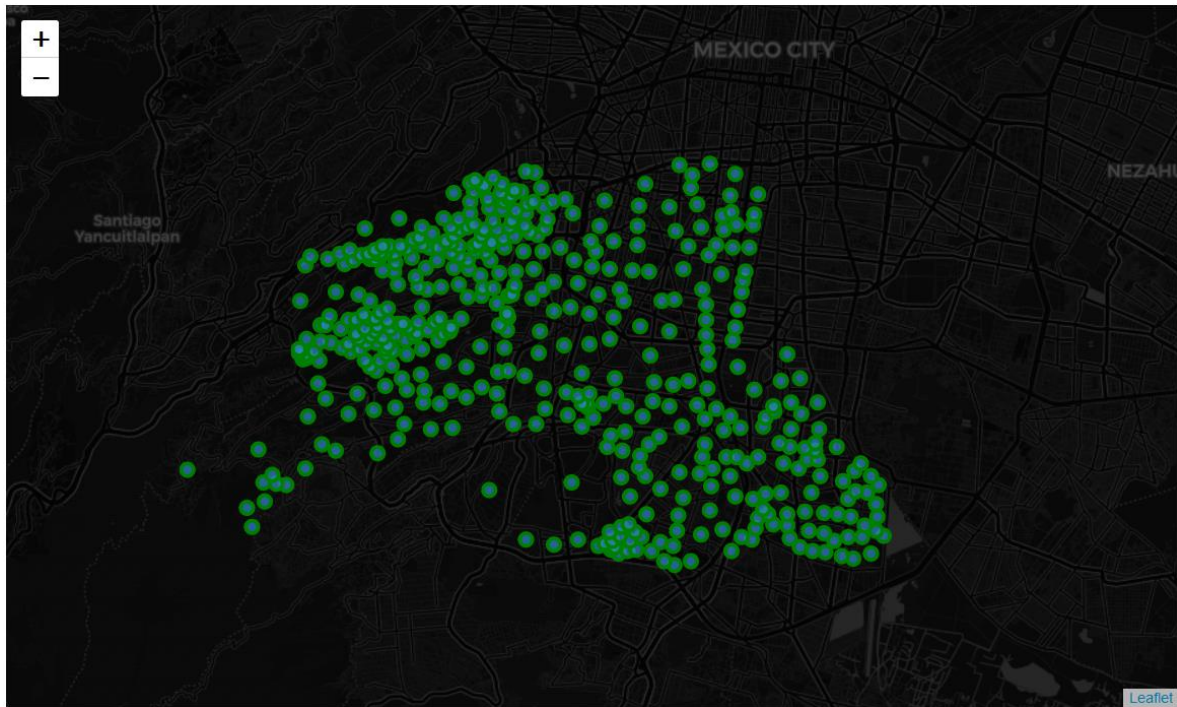 +
−
MEXICO CITY
NEZAHU
Santiago
Yancuitlalpan
Leaflet